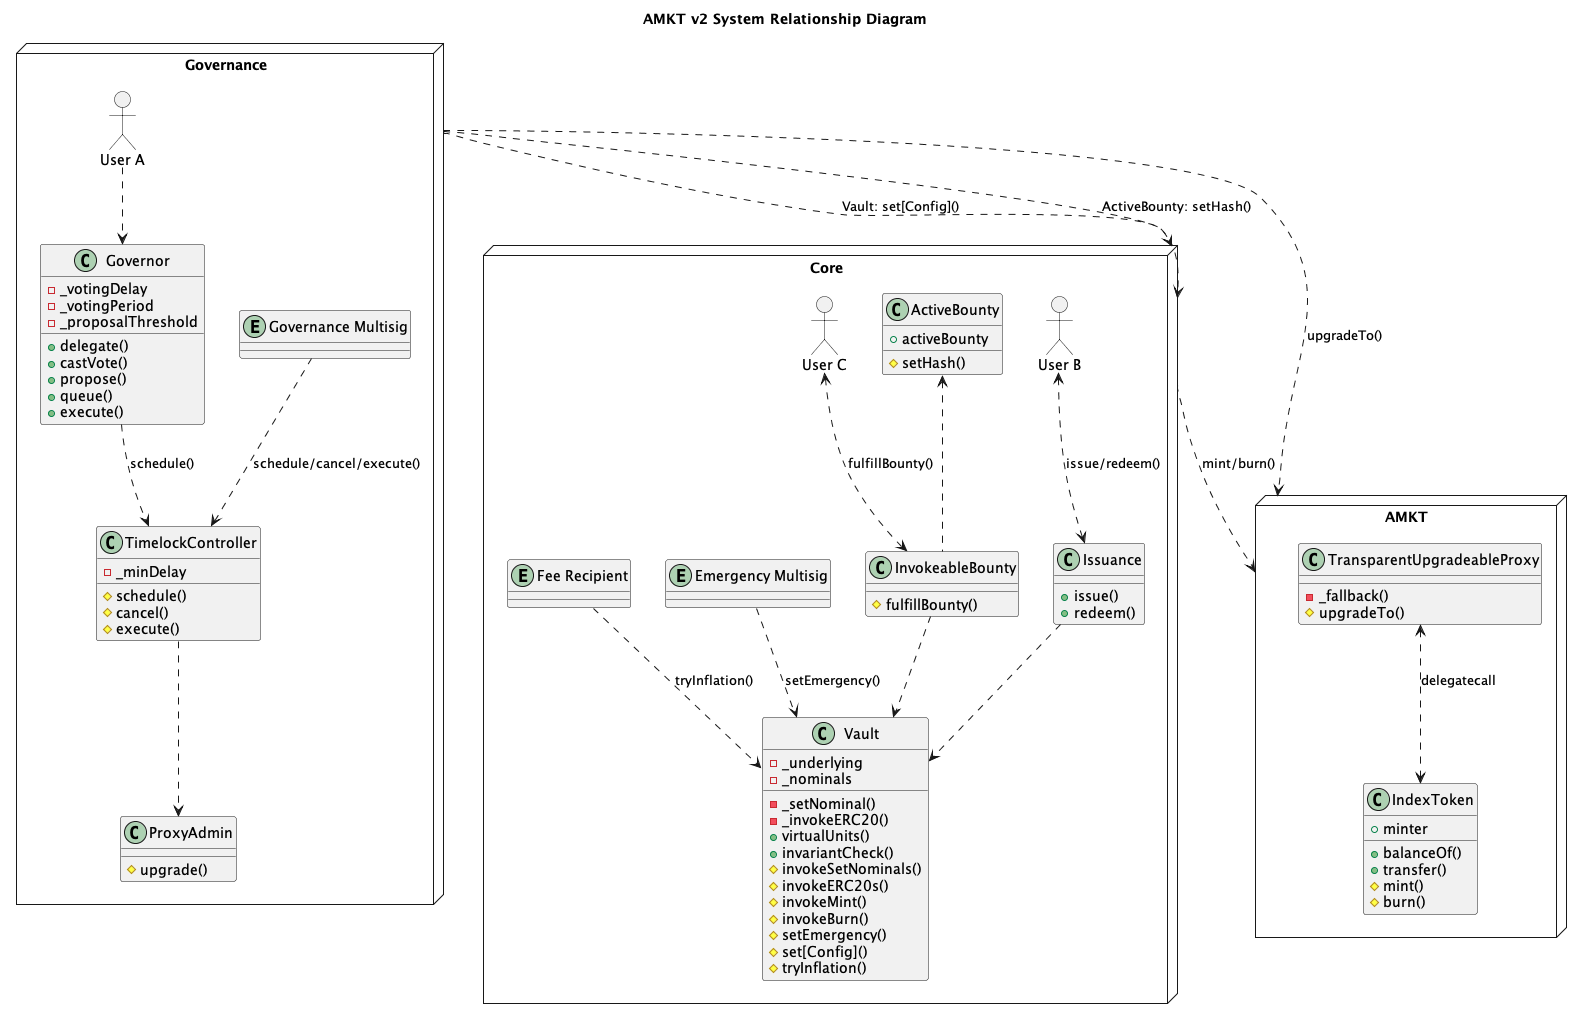 AMKT v2 System Relationship Diagram
Governance
User A
C Governor
_votingDelay
_votingPeriod
_proposalThreshold
delegate()
castVote()
propose()
queue()
execute()
E Governance Multisig
schedule()
schedule/cancel/execute()
C TimelockController
_minDelay
schedule()
cancel()
execute()
C ProxyAdmin
upgrade()
Vault: set[Config]()
ActiveBounty: setHash()
upgradeTo()
mint/burn()
Core
User C
C ActiveBounty
activeBounty
setHash()
User B
fulfillBounty()
issue/redeem()
E Fee Recipient
E Emergency Multisig
C InvokeableBounty
fulfillBounty()
C Issuance
issue()
redeem()
tryInflation()
setEmergency()
C Vault
_underlying
_nominals
_setNominal()
_invokeERC20()
virtualUnits()
invariantCheck()
invokeSetNominals()
invokeERC20s()
invokeMint()
invokeBurn()
setEmergency()
set[Config]()
tryInflation()
AMKT
C TransparentUpgradeableProxy
_fallback()
upgradeTo()
delegatecall
C IndexToken
minter
balanceOf()
transfer()
mint()
burn()